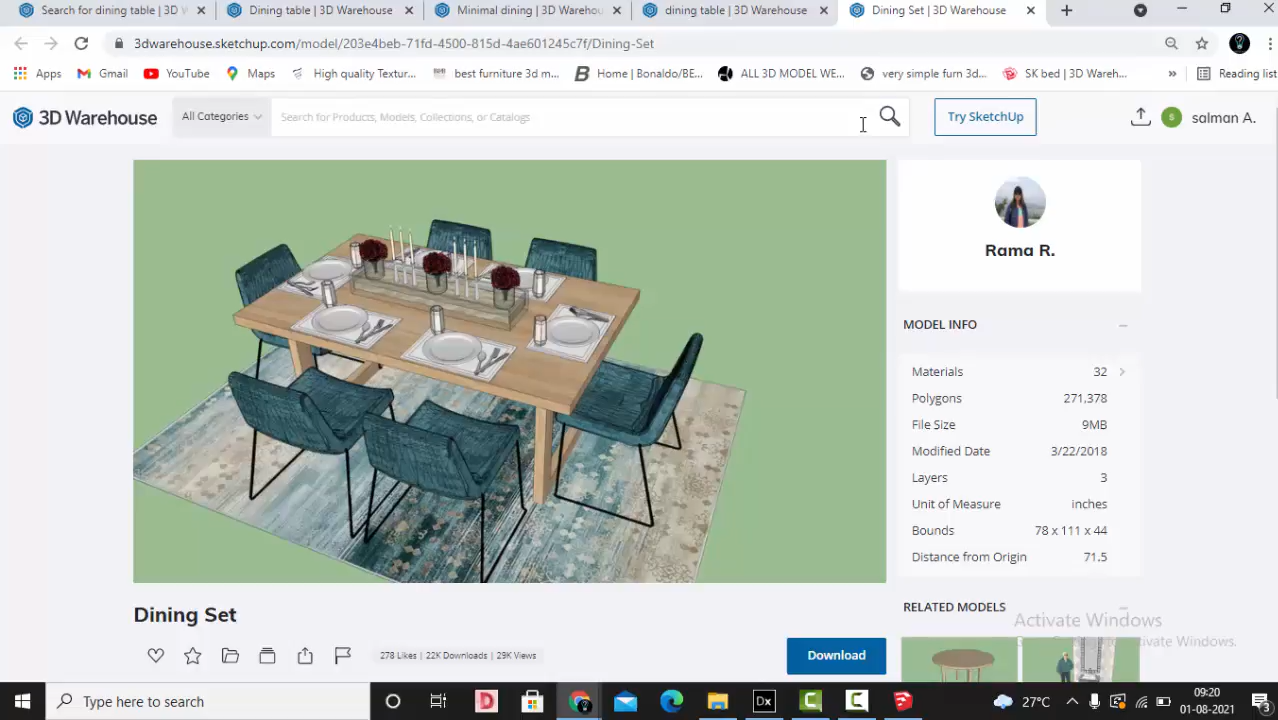 Search for dining table | 3D W
Dining table | 3D Warehouse
Minimal dining | 3D Warehou
dining table | 3D Warehouse
Dining Set | 3D Warehouse
3dwarehouse.sketchup.com/model/203e4beb-71fd-4500-815d-4ae601245c7f/Dining-Set
Apps Gmail YouTube Maps High quality Textur... best furniture 3d m... Home | Bonaldo/BE... ALL 3D MODEL WE... very simple furn 3d... SK bed | 3D Wareh... » Reading list
3D Warehouse
All Categories
Search for Products, Models, Collections, or Catalogs
Try SketchUp
S
salman A.
Rama R.
MODEL INFO
Materials 32
Polygons 271,378
File Size 9MB
Modified Date 3/22/2018
Layers 3
Unit of Measure inches
Bounds 78 x 111 x 44
Distance from Origin 71.5
Dining Set
278 Likes | 22K Downloads | 29K Views
Download
RELATED MODELS
Activate Windows
Type here to search
27°C
09:20
01-08-2021
3